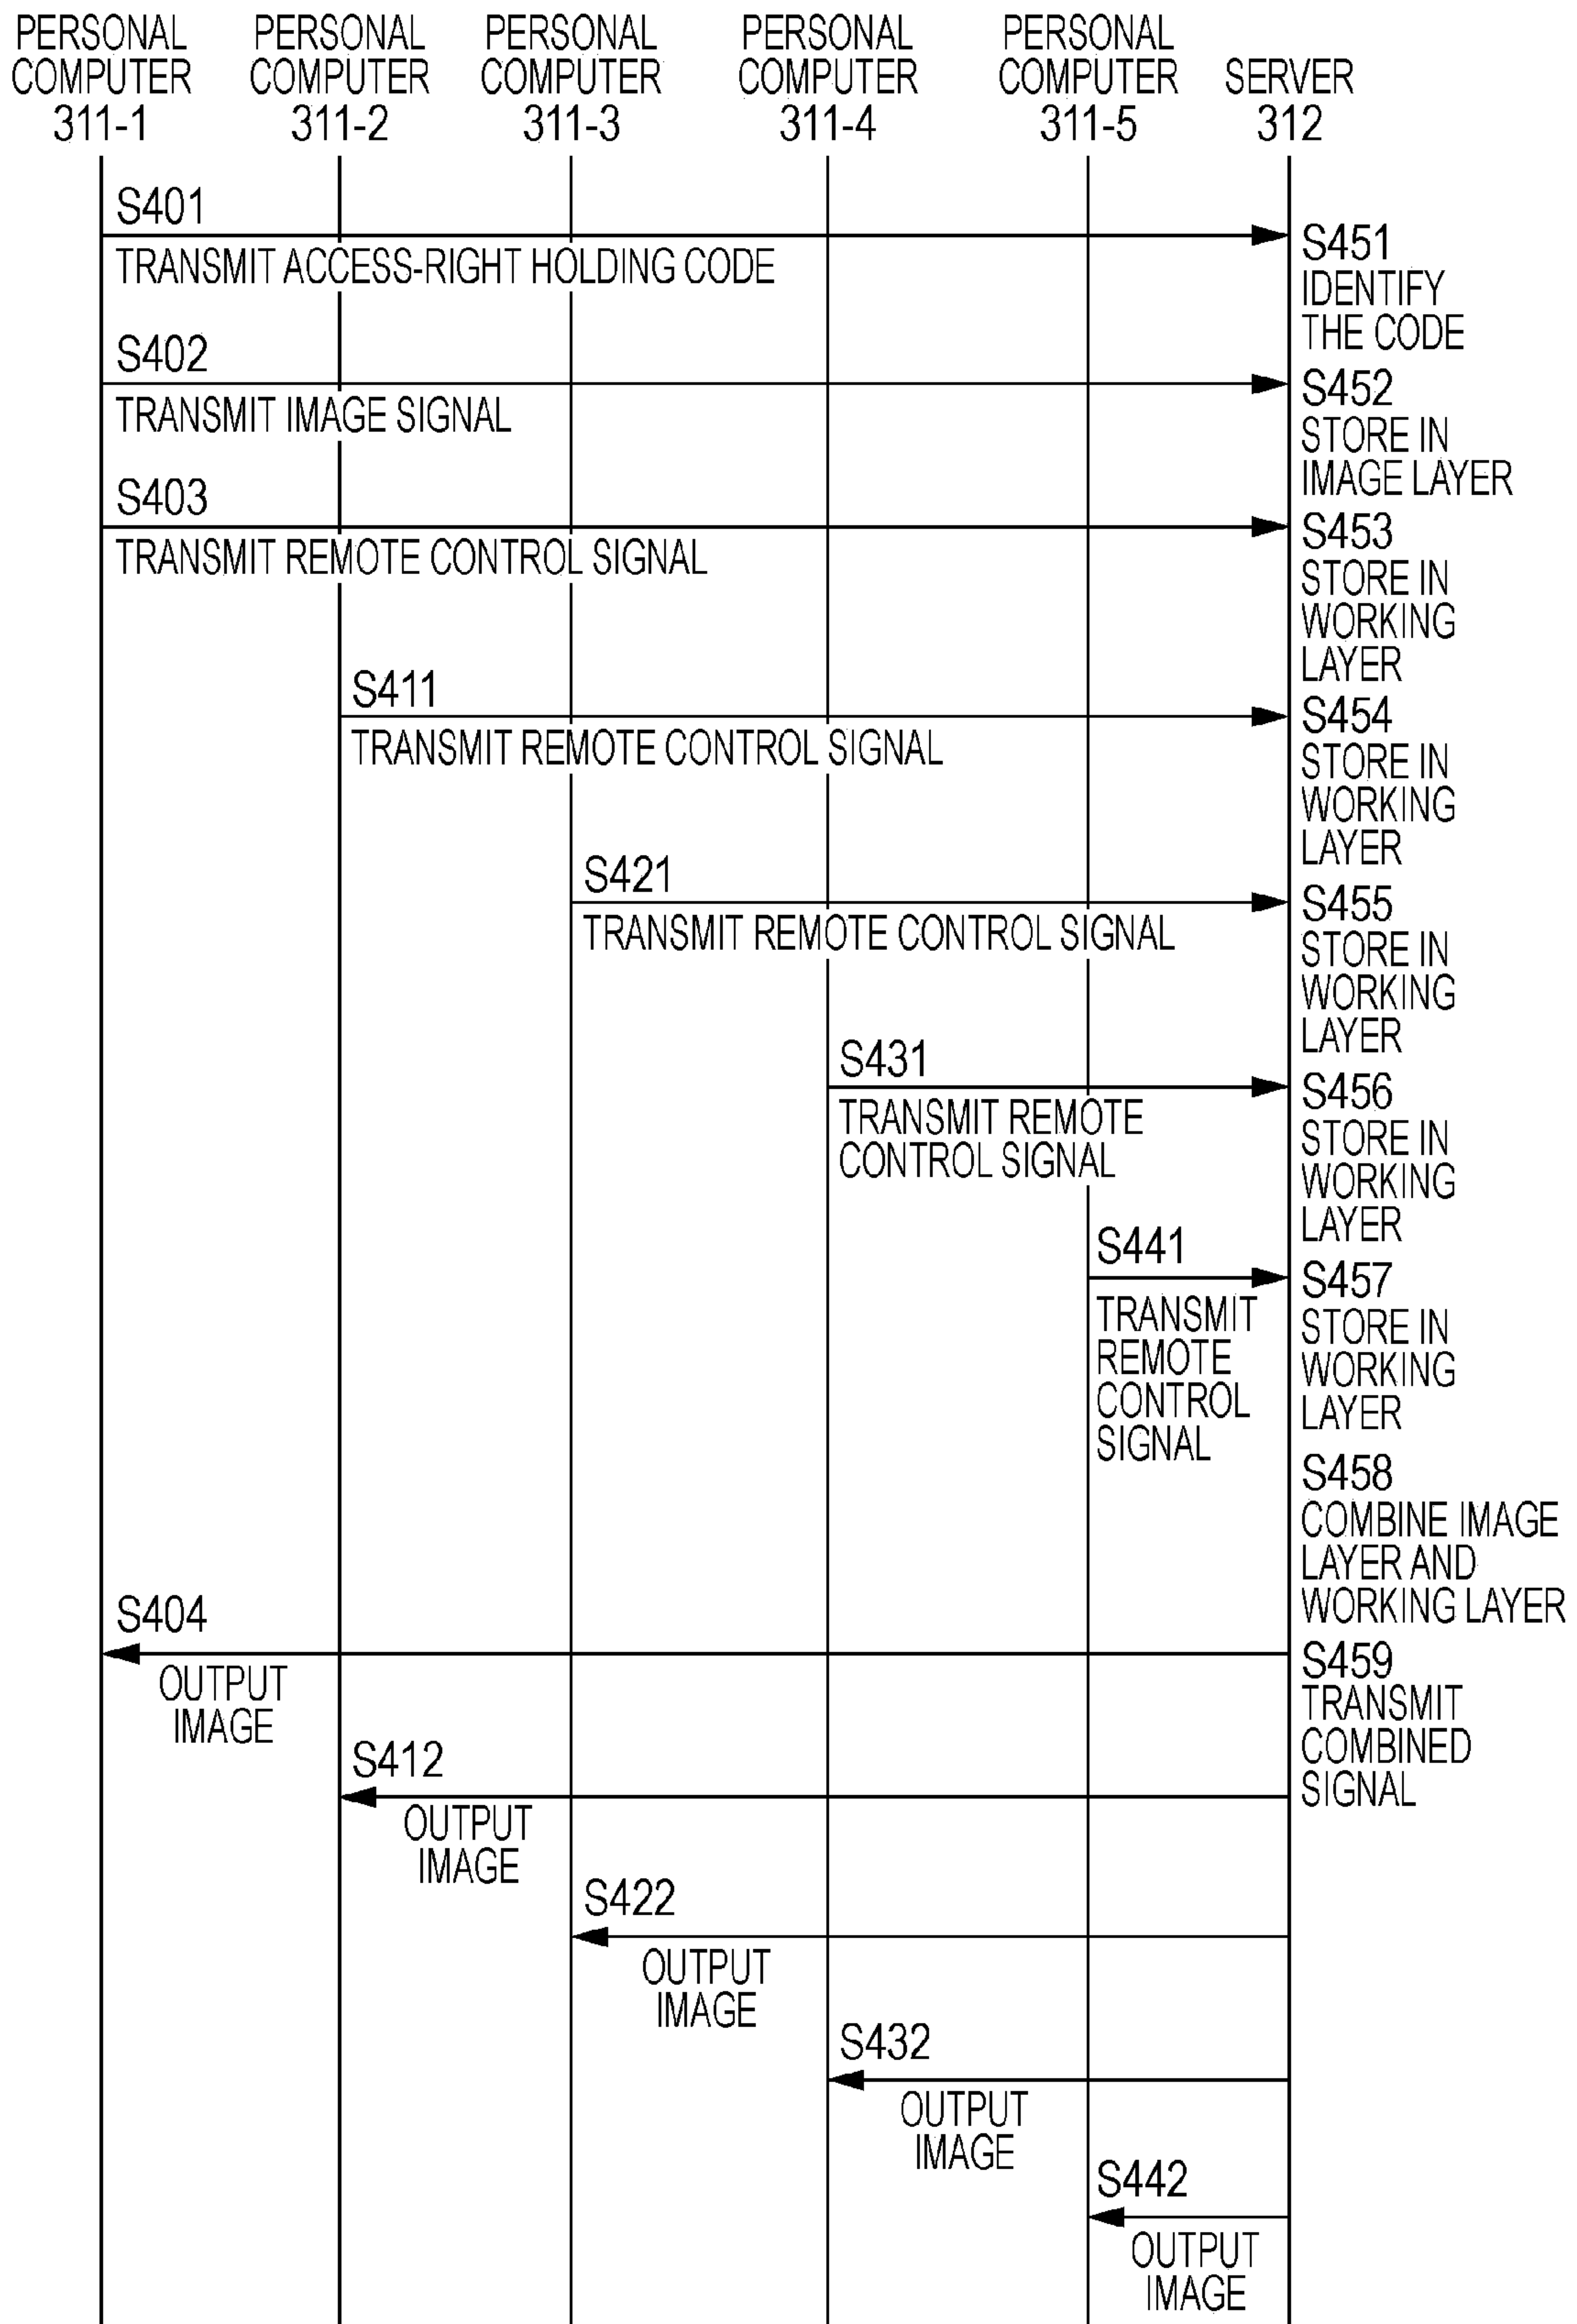 PERSONAL
COMPUTER
311-1
PERSONAL
COMPUTER
311-2
PERSONAL
COMPUTER
311-3
PERSONAL
COMPUTER
311-4
PERSONAL
COMPUTER
311-5
SERVER
312
S401
TRANSMIT ACCESS-RIGHT HOLDING CODE
S451
IDENTIFY
THE CODE
S402
TRANSMIT IMAGE SIGNAL
S452
STORE IN
IMAGE LAYER
S403
TRANSMIT REMOTE CONTROL SIGNAL
S453
STORE IN
WORKING
LAYER
S411
TRANSMIT REMOTE CONTROL SIGNAL
S454
STORE IN
WORKING
LAYER
S421
TRANSMIT REMOTE CONTROL SIGNAL
S455
STORE IN
WORKING
LAYER
S431
TRANSMIT REMOTE
CONTROL SIGNAL
S456
STORE IN
WORKING
LAYER
S441
TRANSMIT
REMOTE
CONTROL
SIGNAL
S457
STORE IN
WORKING
LAYER
S458
COMBINE IMAGE
LAYER AND
WORKING LAYER
S404
OUTPUT
IMAGE
S459
TRANSMIT
COMBINED
SIGNAL
S412
OUTPUT
IMAGE
S422
OUTPUT
IMAGE
S432
OUTPUT
IMAGE
S442
OUTPUT
IMAGE